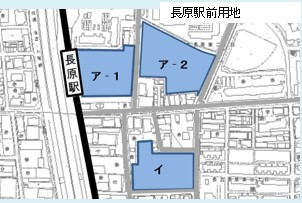 長原駅前用地
長原駅
ア - 1
ア - 2
イ